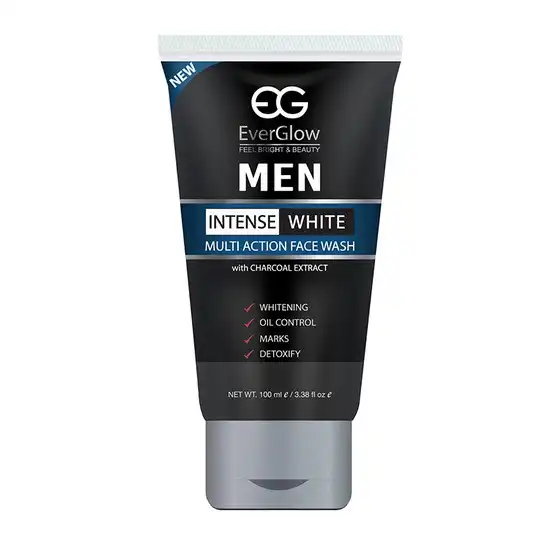 NEW
EG
EverGlow
FEEL BRIGHT & BEAUTY
MEN
INTENSE WHITE
MULTI ACTION FACE WASH
with CHARCOAL EXTRACT
✓ WHITENING
✓ OIL CONTROL
✓ MARKS
✓ DETOXIFY
NET WT. 100 ml ℮ / 3.38 fl oz ℮